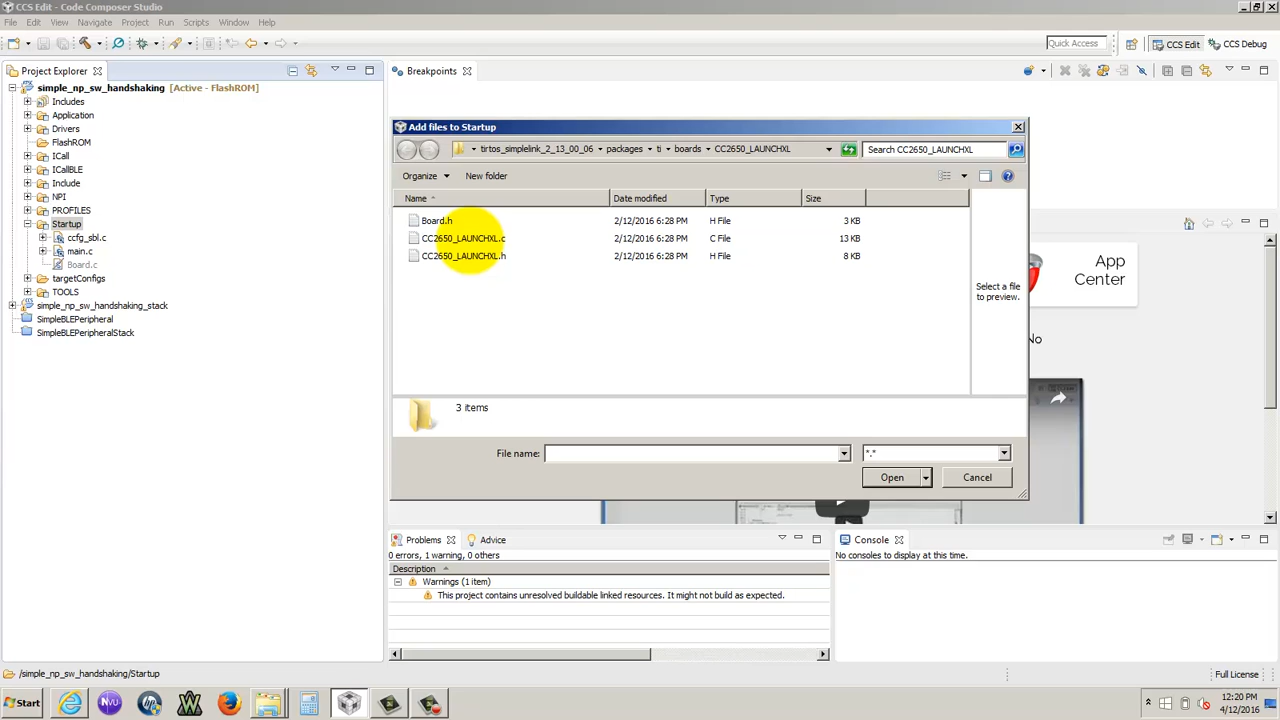 CCS Edit - Code Composer Studio
File Edit View Navigate Project Run Scripts Window Help
Quick Access
CCS Edit
CCS Debug
Project Explorer
simple_np_sw_handshaking [Active - FlashROM]
Includes
Application
Drivers
FlashROM
ICall
ICallBLE
Include
NPI
PROFILES
Startup
ccfg_sbl.c
main.c
Board.c
targetConfigs
TOOLS
simple_np_sw_handshaking_stack
SimpleBLEPeripheral
SimpleBLEPeripheralStack
Breakpoints
Add files to Startup
tirtos_simplelink_2_13_00_06 packages ti boards CC2650_LAUNCHXL
Search CC2650_LAUNCHXL
Organize New folder
Name Date modified Type Size
Board.h 2/12/2016 6:28 PM H File 3 KB
CC2650_LAUNCHXL.c 2/12/2016 6:28 PM C File 13 KB
CC2650_LAUNCHXL.h 2/12/2016 6:28 PM H File 8 KB
Select a file
to preview.
3 items
File name:
*.*
Open Cancel
App
Center
No
Problems Advice
0 errors, 1 warning, 0 others
Description
Warnings (1 item)
This project contains unresolved buildable linked resources. It might not build as expected.
Console
No consoles to display at this time.
/simple_np_sw_handshaking/Startup
Full License
Start
NVU
hp
W
12:20 PM
4/12/2016